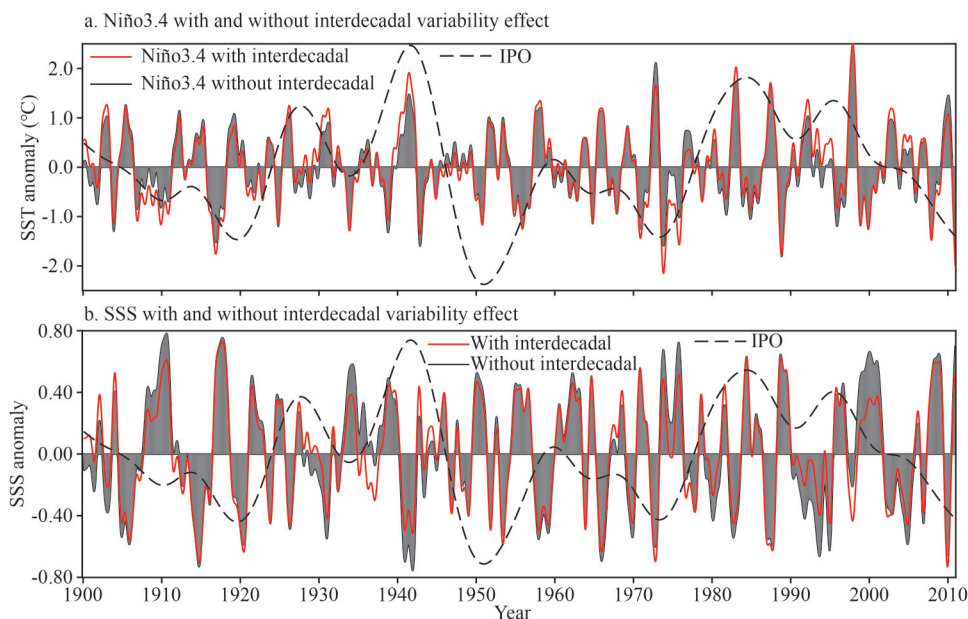 a. Niño3.4 with and without interdecadal variability effect
Niño3.4 with interdecadal
IPO
Niño3.4 without interdecadal
SST anomaly (°C)
2.0
1.0
0.0
-1.0
-2.0
b. SSS with and without interdecadal variability effect
With interdecadal
IPO
Without interdecadal
SSS anomaly
0.80
0.40
0.00
-0.40
-0.80
1900 1910 1920 1930 1940 1950 1960 1970 1980 1990 2000 2010
Year